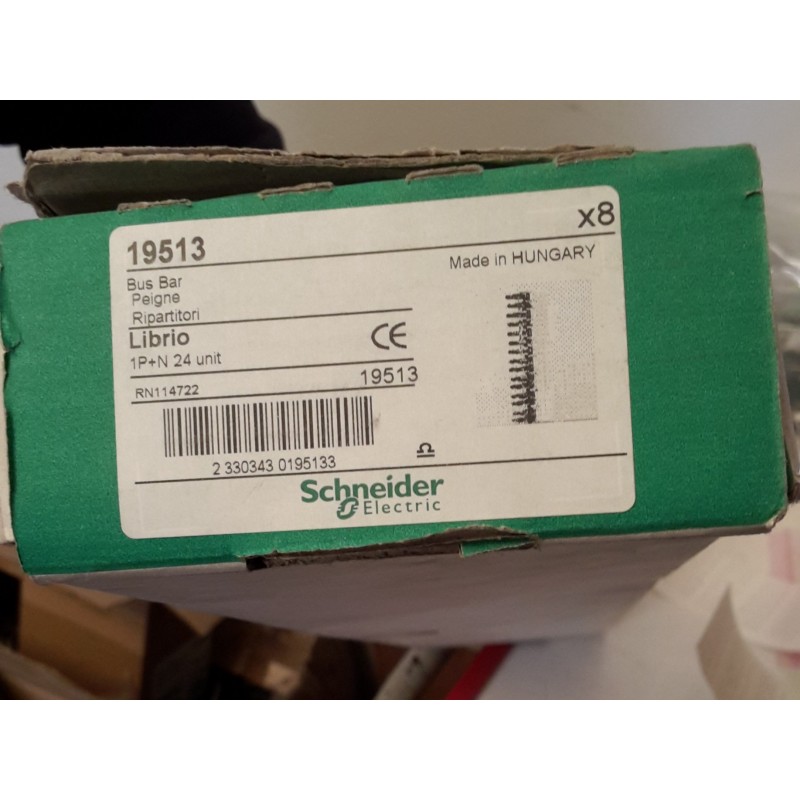 19513
x8
Bus Bar
Peigne
Ripartitori
Made in HUNGARY
Librio
CE
1P+N 24 unit
RN114722
19513
2 330343 0195133
Schneider
Electric